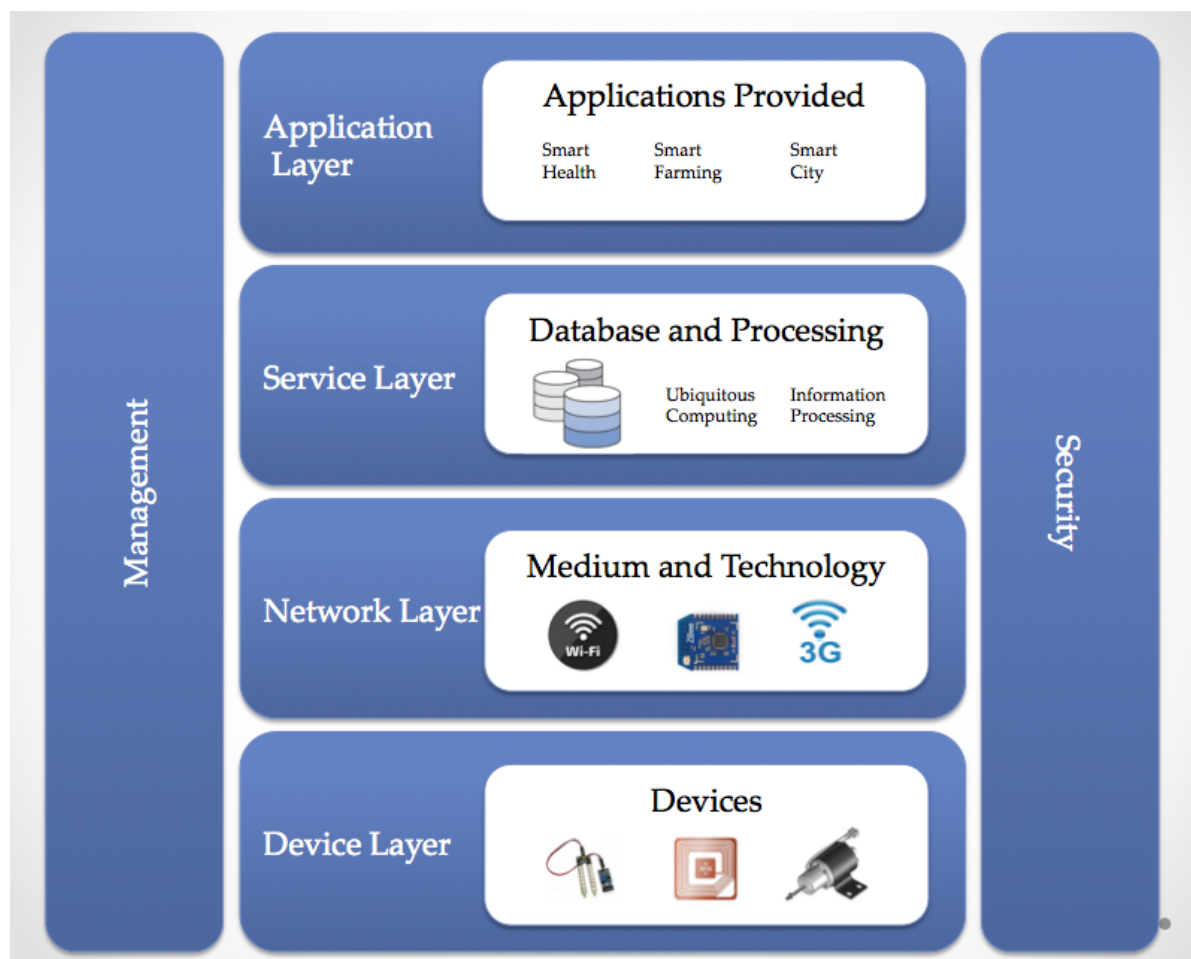 Management
Application
Layer
Applications Provided
Smart
Health
Smart
Farming
Smart
City
Service Layer
Database and Processing
Ubiquitous
Computing
Information
Processing
Network Layer
Medium and Technology
Wi-Fi
3G
Device Layer
Devices
Security